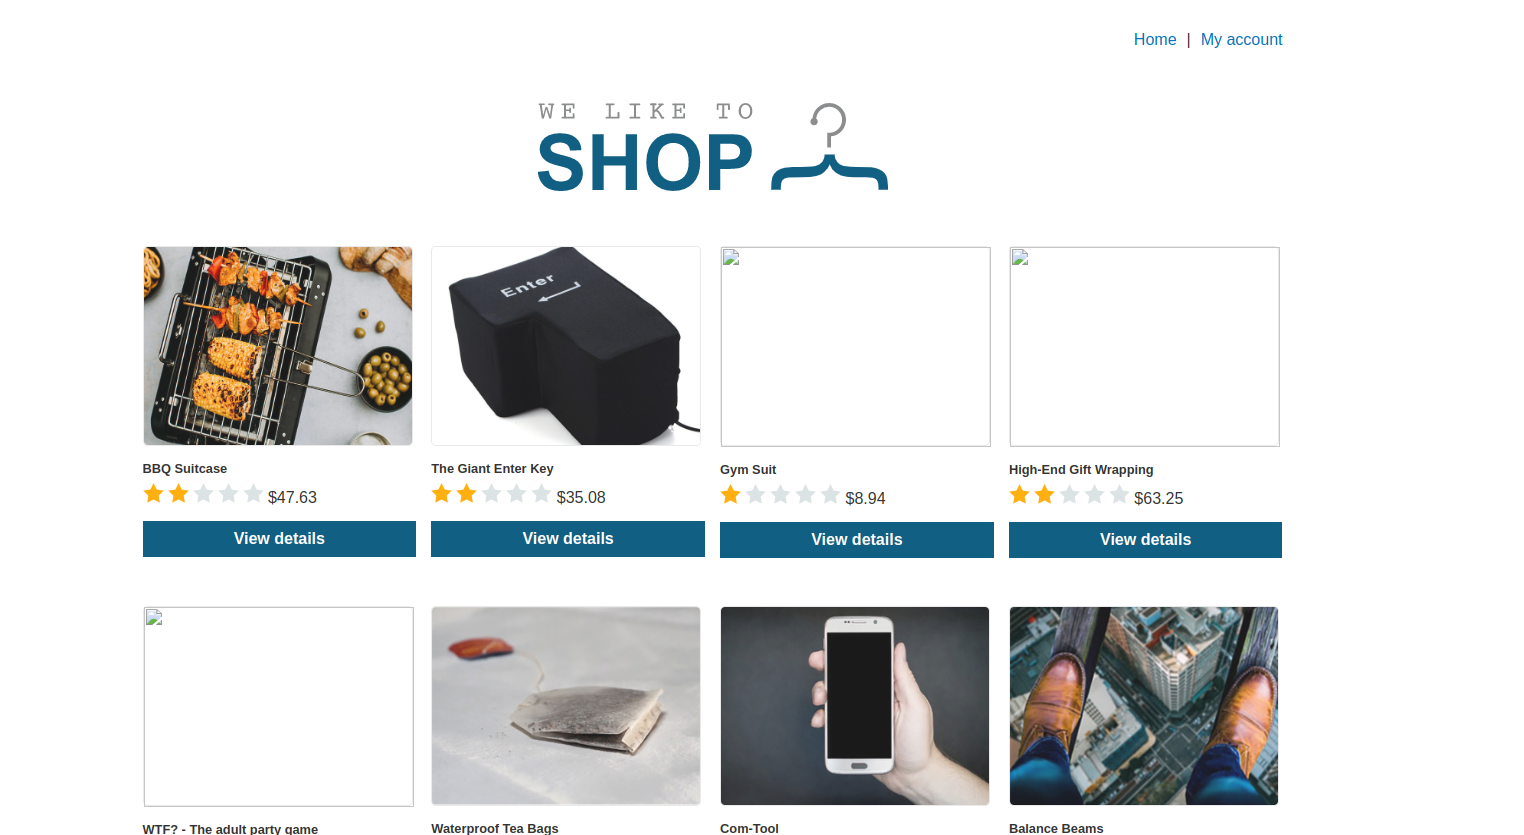 Home | My account
WE LIKE TO
SHOP
Enter
BBQ Suitcase
$47.63
View details
The Giant Enter Key
$35.08
View details
Gym Suit
$8.94
View details
High-End Gift Wrapping
$63.25
View details
WTF? - The adult party game
Waterproof Tea Bags
Com-Tool
Balance Beams